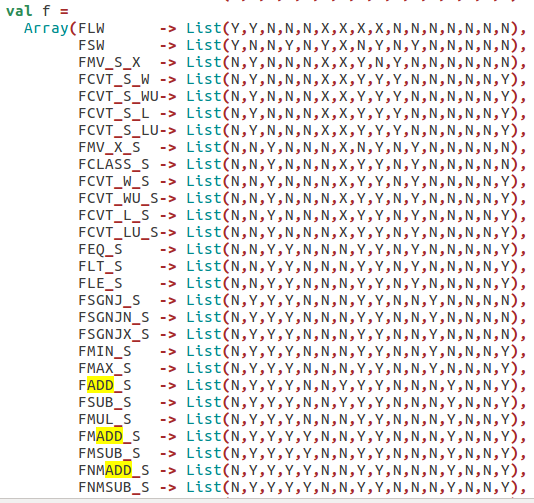 val f =
Array(FLW -> List(Y,Y,N,N,N,X,X,X,X,N,N,N,N,N,N,N),
FSW -> List(Y,N,N,Y,N,Y,X,N,Y,N,Y,N,N,N,N,N),
FMV_S_X -> List(N,Y,N,N,N,X,X,Y,N,Y,N,N,N,N,N,N),
FCVT_S_W -> List(N,Y,N,N,N,X,X,Y,Y,Y,N,N,N,N,N,Y),
FCVT_S_WU-> List(N,Y,N,N,N,X,X,Y,Y,Y,N,N,N,N,N,Y),
FCVT_S_L -> List(N,Y,N,N,N,X,X,Y,Y,Y,N,N,N,N,N,Y),
FCVT_S_LU-> List(N,Y,N,N,N,X,X,Y,Y,Y,N,N,N,N,N,Y),
FMV_X_S -> List(N,N,Y,N,N,N,X,N,Y,N,Y,N,N,N,N,N),
FCLASS_S -> List(N,N,Y,N,N,N,X,Y,Y,N,Y,N,N,N,N,N),
FCVT_W_S -> List(N,N,Y,N,N,N,X,Y,Y,N,Y,N,N,N,N,Y),
FCVT_WU_S-> List(N,N,Y,N,N,N,X,Y,Y,N,Y,N,N,N,N,Y),
FCVT_L_S -> List(N,N,Y,N,N,N,X,Y,Y,N,Y,N,N,N,N,Y),
FCVT_LU_S-> List(N,N,Y,N,N,N,X,Y,Y,N,Y,N,N,N,N,Y),
FEQ_S -> List(N,N,Y,Y,N,N,N,Y,Y,N,Y,N,N,N,N,Y),
FLT_S -> List(N,N,Y,Y,N,N,N,Y,Y,N,Y,N,N,N,N,Y),
FLE_S -> List(N,N,Y,Y,N,N,N,Y,Y,N,Y,N,N,N,N,Y),
FSGNJ_S -> List(N,Y,Y,Y,N,N,N,Y,Y,N,N,Y,N,N,N,N),
FSGNJN_S -> List(N,Y,Y,Y,N,N,N,Y,Y,N,N,Y,N,N,N,N),
FSGNJX_S -> List(N,Y,Y,Y,N,N,N,Y,Y,N,N,Y,N,N,N,N),
FMIN_S -> List(N,Y,Y,Y,N,N,N,Y,Y,N,N,Y,N,N,N,Y),
FMAX_S -> List(N,Y,Y,Y,N,N,N,Y,Y,N,N,Y,N,N,N,Y),
FADD_S -> List(N,Y,Y,Y,N,N,Y,Y,Y,N,N,N,Y,N,N,Y),
FSUB_S -> List(N,Y,Y,Y,N,N,Y,Y,Y,N,N,N,Y,N,N,Y),
FMUL_S -> List(N,Y,Y,Y,N,N,N,Y,Y,N,N,N,Y,N,N,Y),
FMADD_S -> List(N,Y,Y,Y,Y,N,N,Y,Y,N,N,N,Y,N,N,Y),
FMSUB_S -> List(N,Y,Y,Y,Y,N,N,Y,Y,N,N,N,Y,N,N,Y),
FNMADD_S -> List(N,Y,Y,Y,Y,N,N,Y,Y,N,N,N,Y,N,N,Y),
FNMSUB_S -> List(N,Y,Y,Y,Y,N,N,Y,Y,N,N,N,Y,N,N,Y),